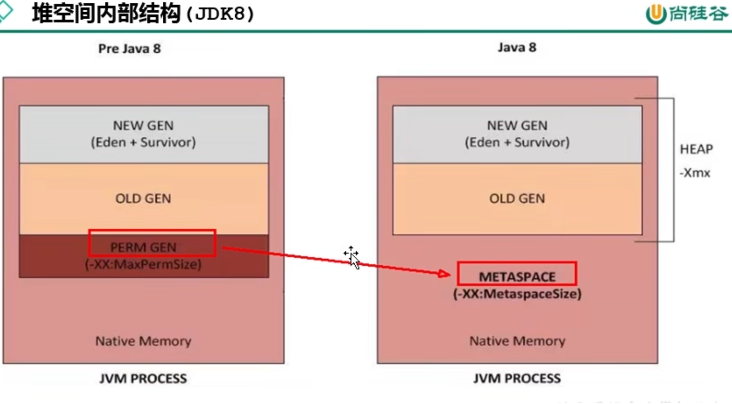 堆空间内部结构(JDK8)
尚硅谷
Pre Java 8
NEW GEN
(Eden + Survivor)
OLD GEN
PERM GEN
(-XX:MaxPermSize)
Native Memory
JVM PROCESS
Java 8
NEW GEN
(Eden + Survivor)
OLD GEN
HEAP
-Xmx
METASPACE
(-XX:MetaspaceSize)
Native Memory
JVM PROCESS